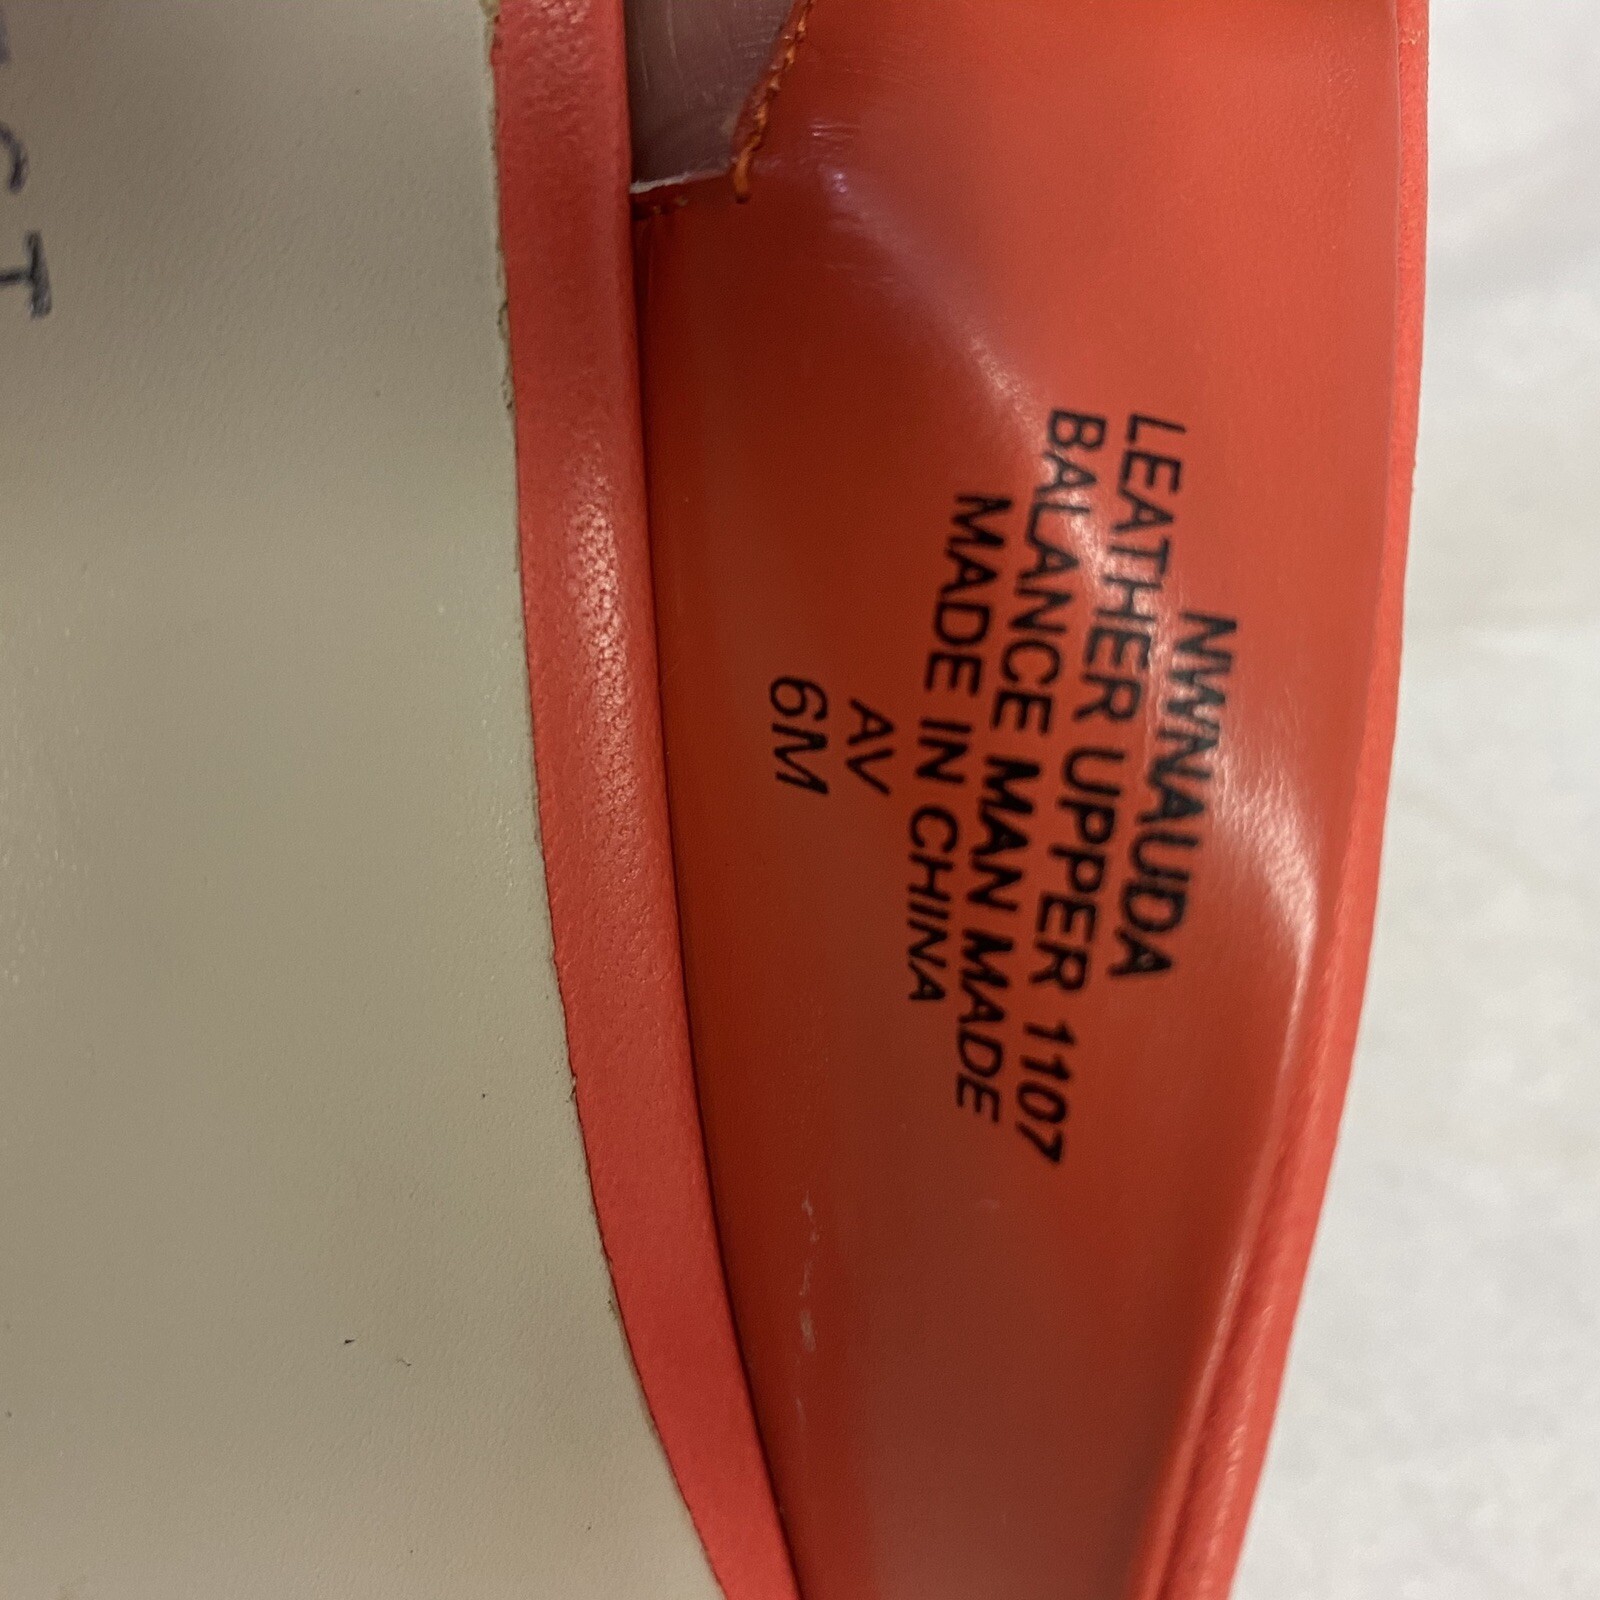 NWNAUDA
LEATHER UPPER 1107
BALANCE MAN MADE
MADE IN CHINA
AV
6M